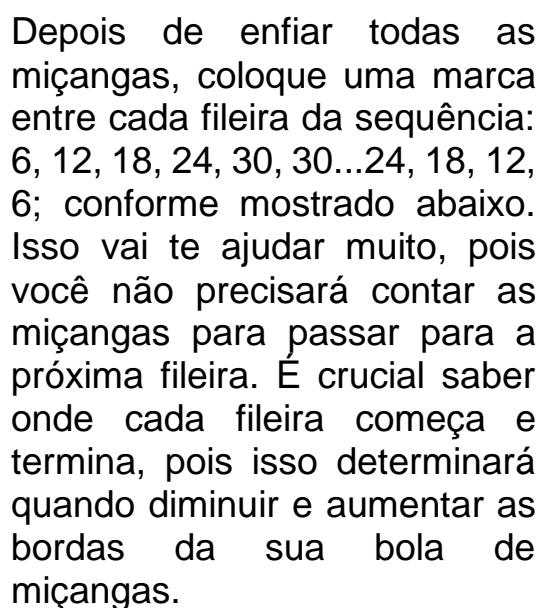 Depois de enfiar todas as
miçangas, coloque uma marca
entre cada fileira da sequência:
6, 12, 18, 24, 30, 30...24, 18, 12,
6; conforme mostrado abaixo.
Isso vai te ajudar muito, pois
você não precisará contar as
miçangas para passar para a
próxima fileira. É crucial saber
onde cada fileira começa e
termina, pois isso determinará
quando diminuir e aumentar as
bordas da sua bola de
miçangas.